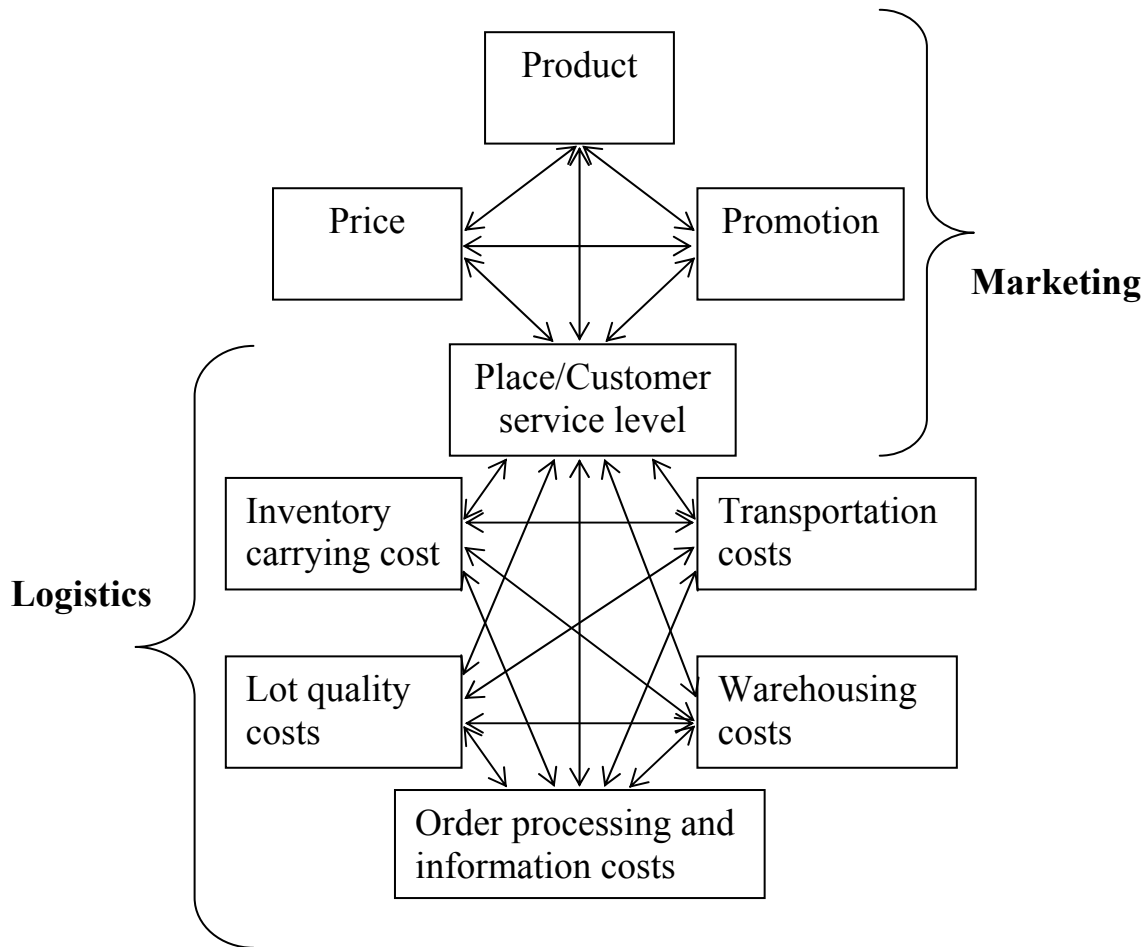 Product
Price
Promotion
Marketing
Place/Customer
service level
Inventory
carrying cost
Transportation
costs
Logistics
Lot quality
costs
Warehousing
costs
Order processing and
information costs